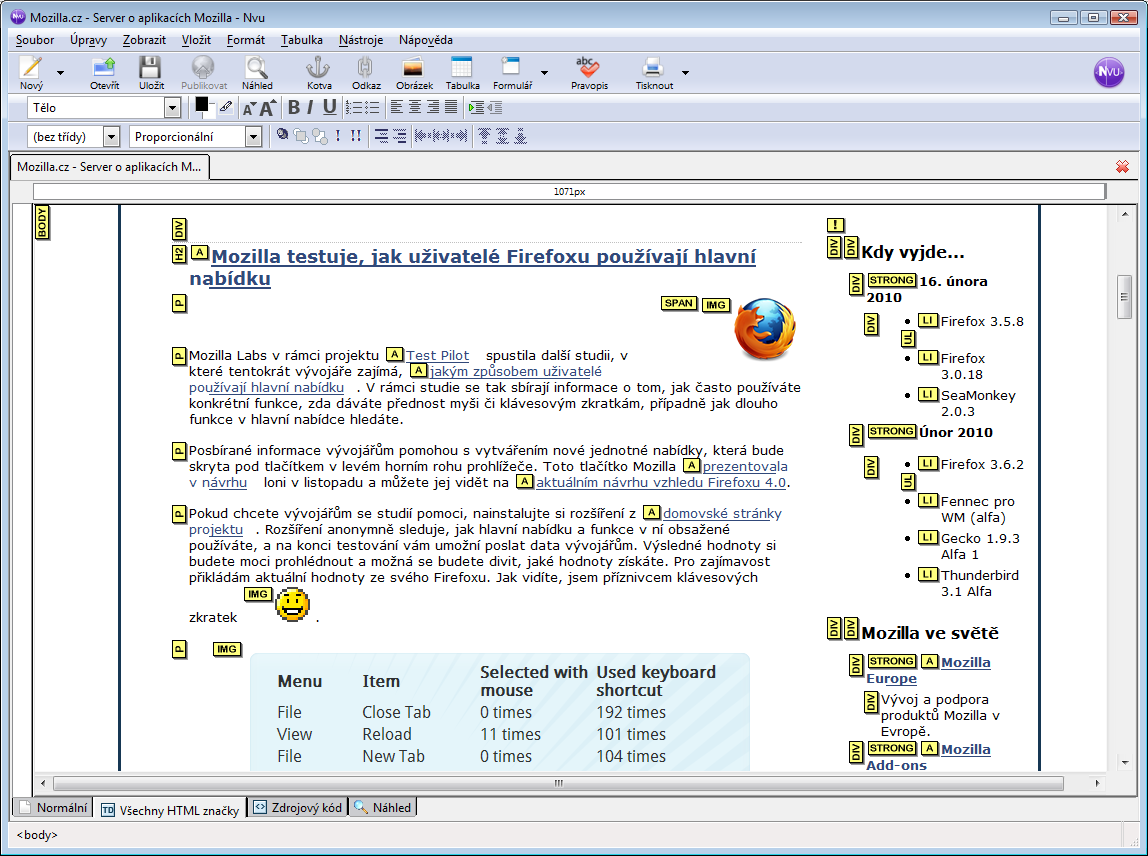 Mozilla.cz - Server o aplikacích Mozilla - Nvu
Soubor Úpravy Zobrazit Vložit Formát Tabulka Nástroje Nápověda
Nový Otevřít Uložit Publikovat Náhled Kotva Odkaz Obrázek Tabulka Formulář Pravopis Tisknout
abc
NVU
Tělo
A A B I U
(bez třídy) Proporcionální ! !!
Mozilla.cz - Server o aplikacích M...
1071px
BODY
DIV
H2 A Mozilla testuje, jak uživatelé Firefoxu používají hlavní
nabídku
P SPAN IMG
P Mozilla Labs v rámci projektu A Test Pilot spustila další studii, v
které tentokrát vývojáře zajímá, A jakým způsobem uživatelé
používají hlavní nabídku . V rámci studie se tak sbírají informace o tom, jak často používáte
konkrétní funkce, zda dáváte přednost myši či klávesovým zkratkám, případně jak dlouho
funkce v hlavní nabídce hledáte.
P Posbírané informace vývojářům pomohou s vytvářením nové jednotné nabídky, která bude
skryta pod tlačítkem v levém horním rohu prohlížeče. Toto tlačítko Mozilla A prezentovala
v návrhu loni v listopadu a můžete jej vidět na A aktuálním návrhu vzhledu Firefoxu 4.0.
P Pokud chcete vývojářům se studií pomoci, nainstalujte si rozšíření z A domovské stránky
projektu . Rozšíření anonymně sleduje, jak hlavní nabídku a funkce v ní obsažené
používáte, a na konci testování vám umožní poslat data vývojářům. Výsledné hodnoty si
budete moci prohlédnout a možná se budete divit, jaké hodnoty získáte. Pro zajímavost
přikládám aktuální hodnoty ze svého Firefoxu. Jak vidíte, jsem příznivcem klávesových
zkratek IMG .
P IMG
Menu Item Selected with mouse Used keyboard shortcut
File Close Tab 0 times 192 times
View Reload 11 times 101 times
File New Tab 0 times 104 times
!
DIV DIV Kdy vyjde...
DIV STRONG 16. února
2010
DIV LI Firefox 3.5.8
UL
LI Firefox
3.0.18
LI SeaMonkey
2.0.3
DIV STRONG Únor 2010
DIV LI Firefox 3.6.2
UL
LI Fennec pro
WM (alfa)
LI Gecko 1.9.3
Alfa 1
LI Thunderbird
3.1 Alfa
DIV DIV Mozilla ve světě
DIV STRONG A Mozilla
Europe
DIV Vývoj a podpora
produktů Mozilla v
Evropě.
DIV STRONG A Mozilla
Add-ons
Normální TD Všechny HTML značky Zdrojový kód Náhled
<body>